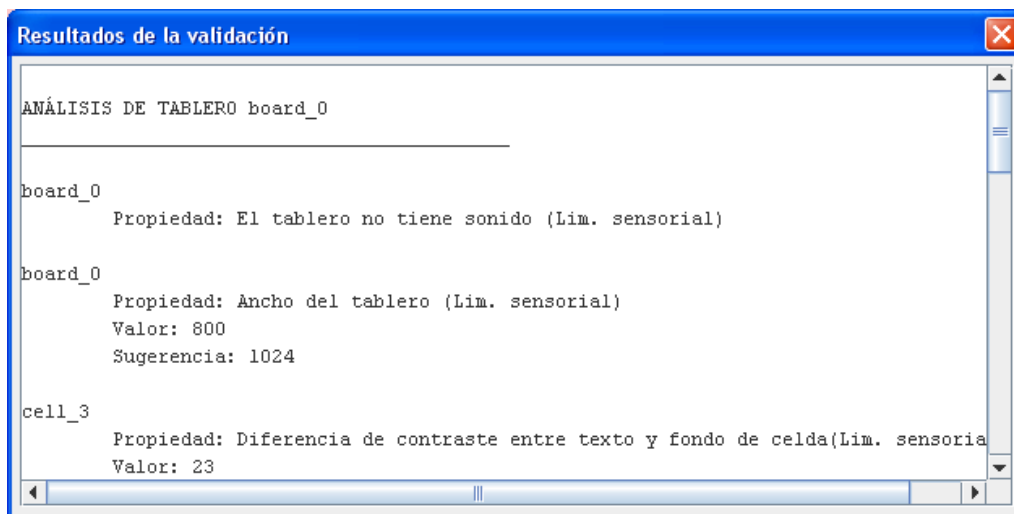 Resultados de la validación
ANÁLISIS DE TABLERO board_0
board_0
Propiedad: El tablero no tiene sonido (Lim. sensorial)
board_0
Propiedad: Ancho del tablero (Lim. sensorial)
Valor: 800
Sugerencia: 1024
cell_3
Propiedad: Diferencia de contraste entre texto y fondo de celda(Lim. sensoria
Valor: 23